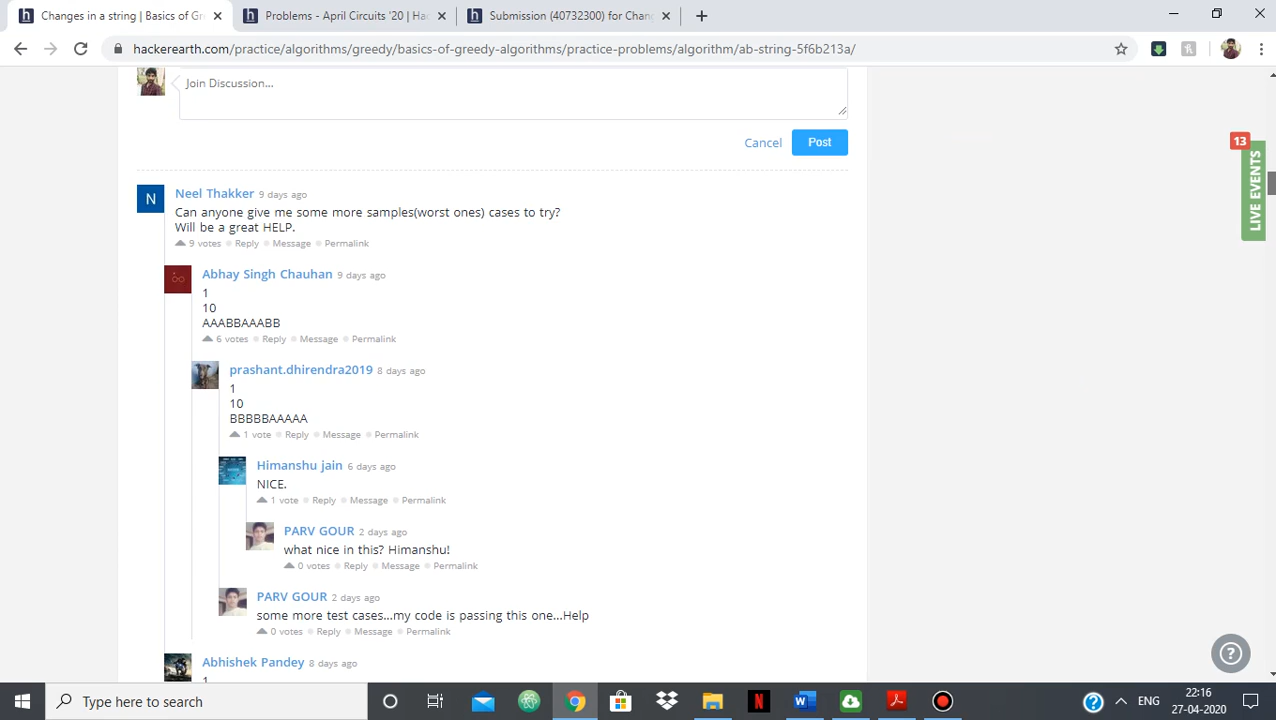 Changes in a string | Basics of Gr
Problems - April Circuits '20 | Ha
Submission (40732300) for Chang
hackerearth.com/practice/algorithms/greedy/basics-of-greedy-algorithms/practice-problems/algorithm/ab-string-5f6b213a/
Join Discussion...
Cancel
Post
13
LIVE EVENTS
N
Neel Thakker 9 days ago
Can anyone give me some more samples(worst ones) cases to try?
Will be a great HELP.
9 votes Reply Message Permalink
Abhay Singh Chauhan 9 days ago
1
10
AAABBAAABB
6 votes Reply Message Permalink
prashant.dhirendra2019 8 days ago
1
10
BBBBBAAAAA
1 vote Reply Message Permalink
Himanshu jain 6 days ago
NICE.
1 vote Reply Message Permalink
PARV GOUR 2 days ago
what nice in this? Himanshu!
0 votes Reply Message Permalink
PARV GOUR 2 days ago
some more test cases...my code is passing this one...Help
0 votes Reply Message Permalink
Abhishek Pandey 8 days ago
1
Type here to search
ENG
22:16
27-04-2020